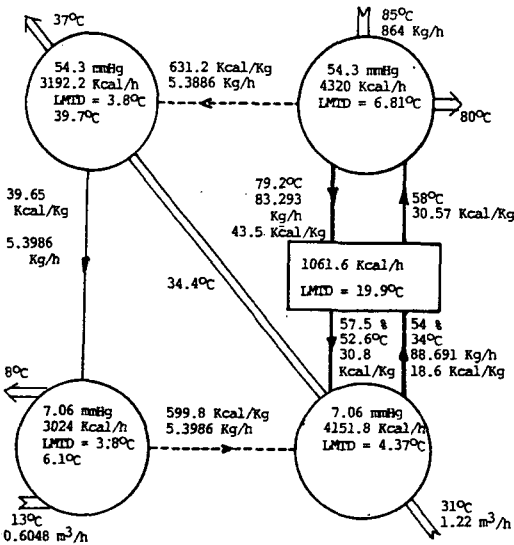 37°C
54.3 mmHg
3192.2 Kcal/h
LMTD = 3.8°C
39.7°C
631.2 Kcal/Kg
5.3886 Kg/h
85°C
864 Kg/h
54.3 mmHg
4320 Kcal/h
LMTD = 6.81°C
80°C
39.65
Kcal/Kg
5.3986
Kg/h
34.4°C
79.2°C
83.293
Kg/h
43.5 Kcal/Kg
58°C
30.57 Kcal/Kg
1061.6 Kcal/h
LMTD = 19.9°C
57.5 %
52.6°C
30.8
Kcal/Kg
54 %
34°C
88.691 Kg/h
18.6 Kcal/Kg
8°C
7.06 mmHg
3024 Kcal/h
LMTD = 3.8°C
6.1°C
13°C
0.6048 m³/h
599.8 Kcal/Kg
5.3986 Kg/h
7.06 mmHg
4151.8 Kcal/h
LMTD = 4.37°C
31°C
1.22 m³/h